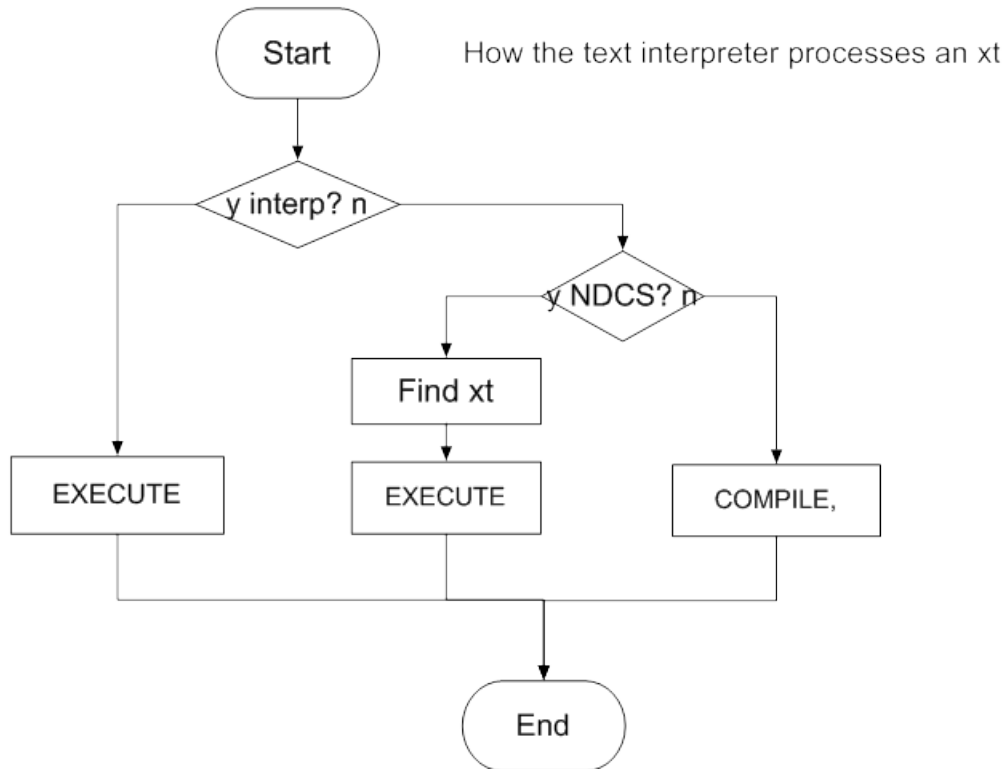 Start
How the text interpreter processes an xt
y interp? n
y NDCS? n
Find xt
EXECUTE
EXECUTE
COMPILE,
End